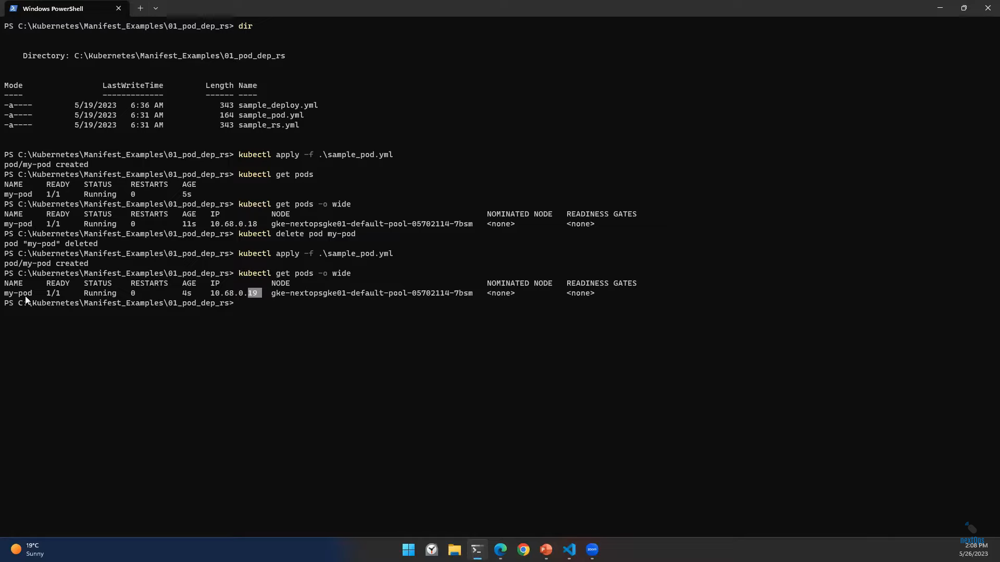 Windows PowerShell
PS C:\Kubernetes\Manifest_Examples\01_pod_dep_rs> dir
Directory: C:\Kubernetes\Manifest_Examples\01_pod_dep_rs
Mode LastWriteTime Length Name
---- ------------- ------ ----
-a---- 5/19/2023 6:36 AM 343 sample_deploy.yml
-a---- 5/19/2023 6:31 AM 164 sample_pod.yml
-a---- 5/19/2023 6:31 AM 343 sample_rs.yml
PS C:\Kubernetes\Manifest_Examples\01_pod_dep_rs> kubectl apply -f .\sample_pod.yml
pod/my-pod created
PS C:\Kubernetes\Manifest_Examples\01_pod_dep_rs> kubectl get pods
NAME READY STATUS RESTARTS AGE
my-pod 1/1 Running 0 5s
PS C:\Kubernetes\Manifest_Examples\01_pod_dep_rs> kubectl get pods -o wide
NAME READY STATUS RESTARTS AGE IP NODE NOMINATED NODE READINESS GATES
my-pod 1/1 Running 0 11s 10.68.0.18 gke-nextopsgke01-default-pool-05702114-7bsm <none> <none>
PS C:\Kubernetes\Manifest_Examples\01_pod_dep_rs> kubectl delete pod my-pod
pod "my-pod" deleted
PS C:\Kubernetes\Manifest_Examples\01_pod_dep_rs> kubectl apply -f .\sample_pod.yml
pod/my-pod created
PS C:\Kubernetes\Manifest_Examples\01_pod_dep_rs> kubectl get pods -o wide
NAME READY STATUS RESTARTS AGE IP NODE NOMINATED NODE READINESS GATES
my-pod 1/1 Running 0 4s 10.68.0.19 gke-nextopsgke01-default-pool-05702114-7bsm <none> <none>
PS C:\Kubernetes\Manifest_Examples\01_pod_dep_rs>
19°C
Sunny
zoom
nextOps
2:08 PM
5/26/2023